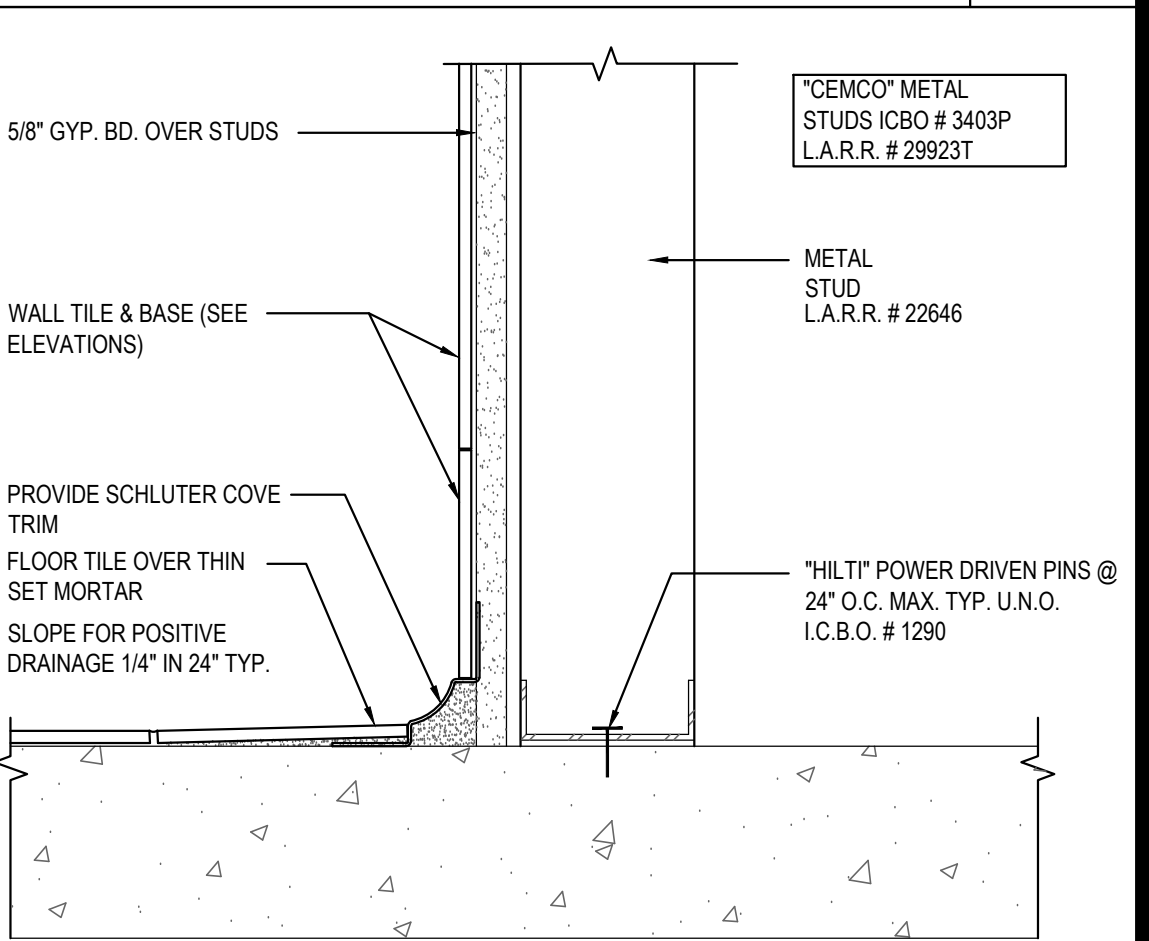 5/8" GYP. BD. OVER STUDS
WALL TILE & BASE (SEE
ELEVATIONS)
PROVIDE SCHLUTER COVE
TRIM
FLOOR TILE OVER THIN
SET MORTAR
SLOPE FOR POSITIVE
DRAINAGE 1/4" IN 24" TYP.
"CEMCO" METAL
STUDS ICBO # 3403P
L.A.R.R. # 29923T
METAL
STUD
L.A.R.R. # 22646
"HILTI" POWER DRIVEN PINS @
24" O.C. MAX. TYP. U.N.O.
I.C.B.O. # 1290